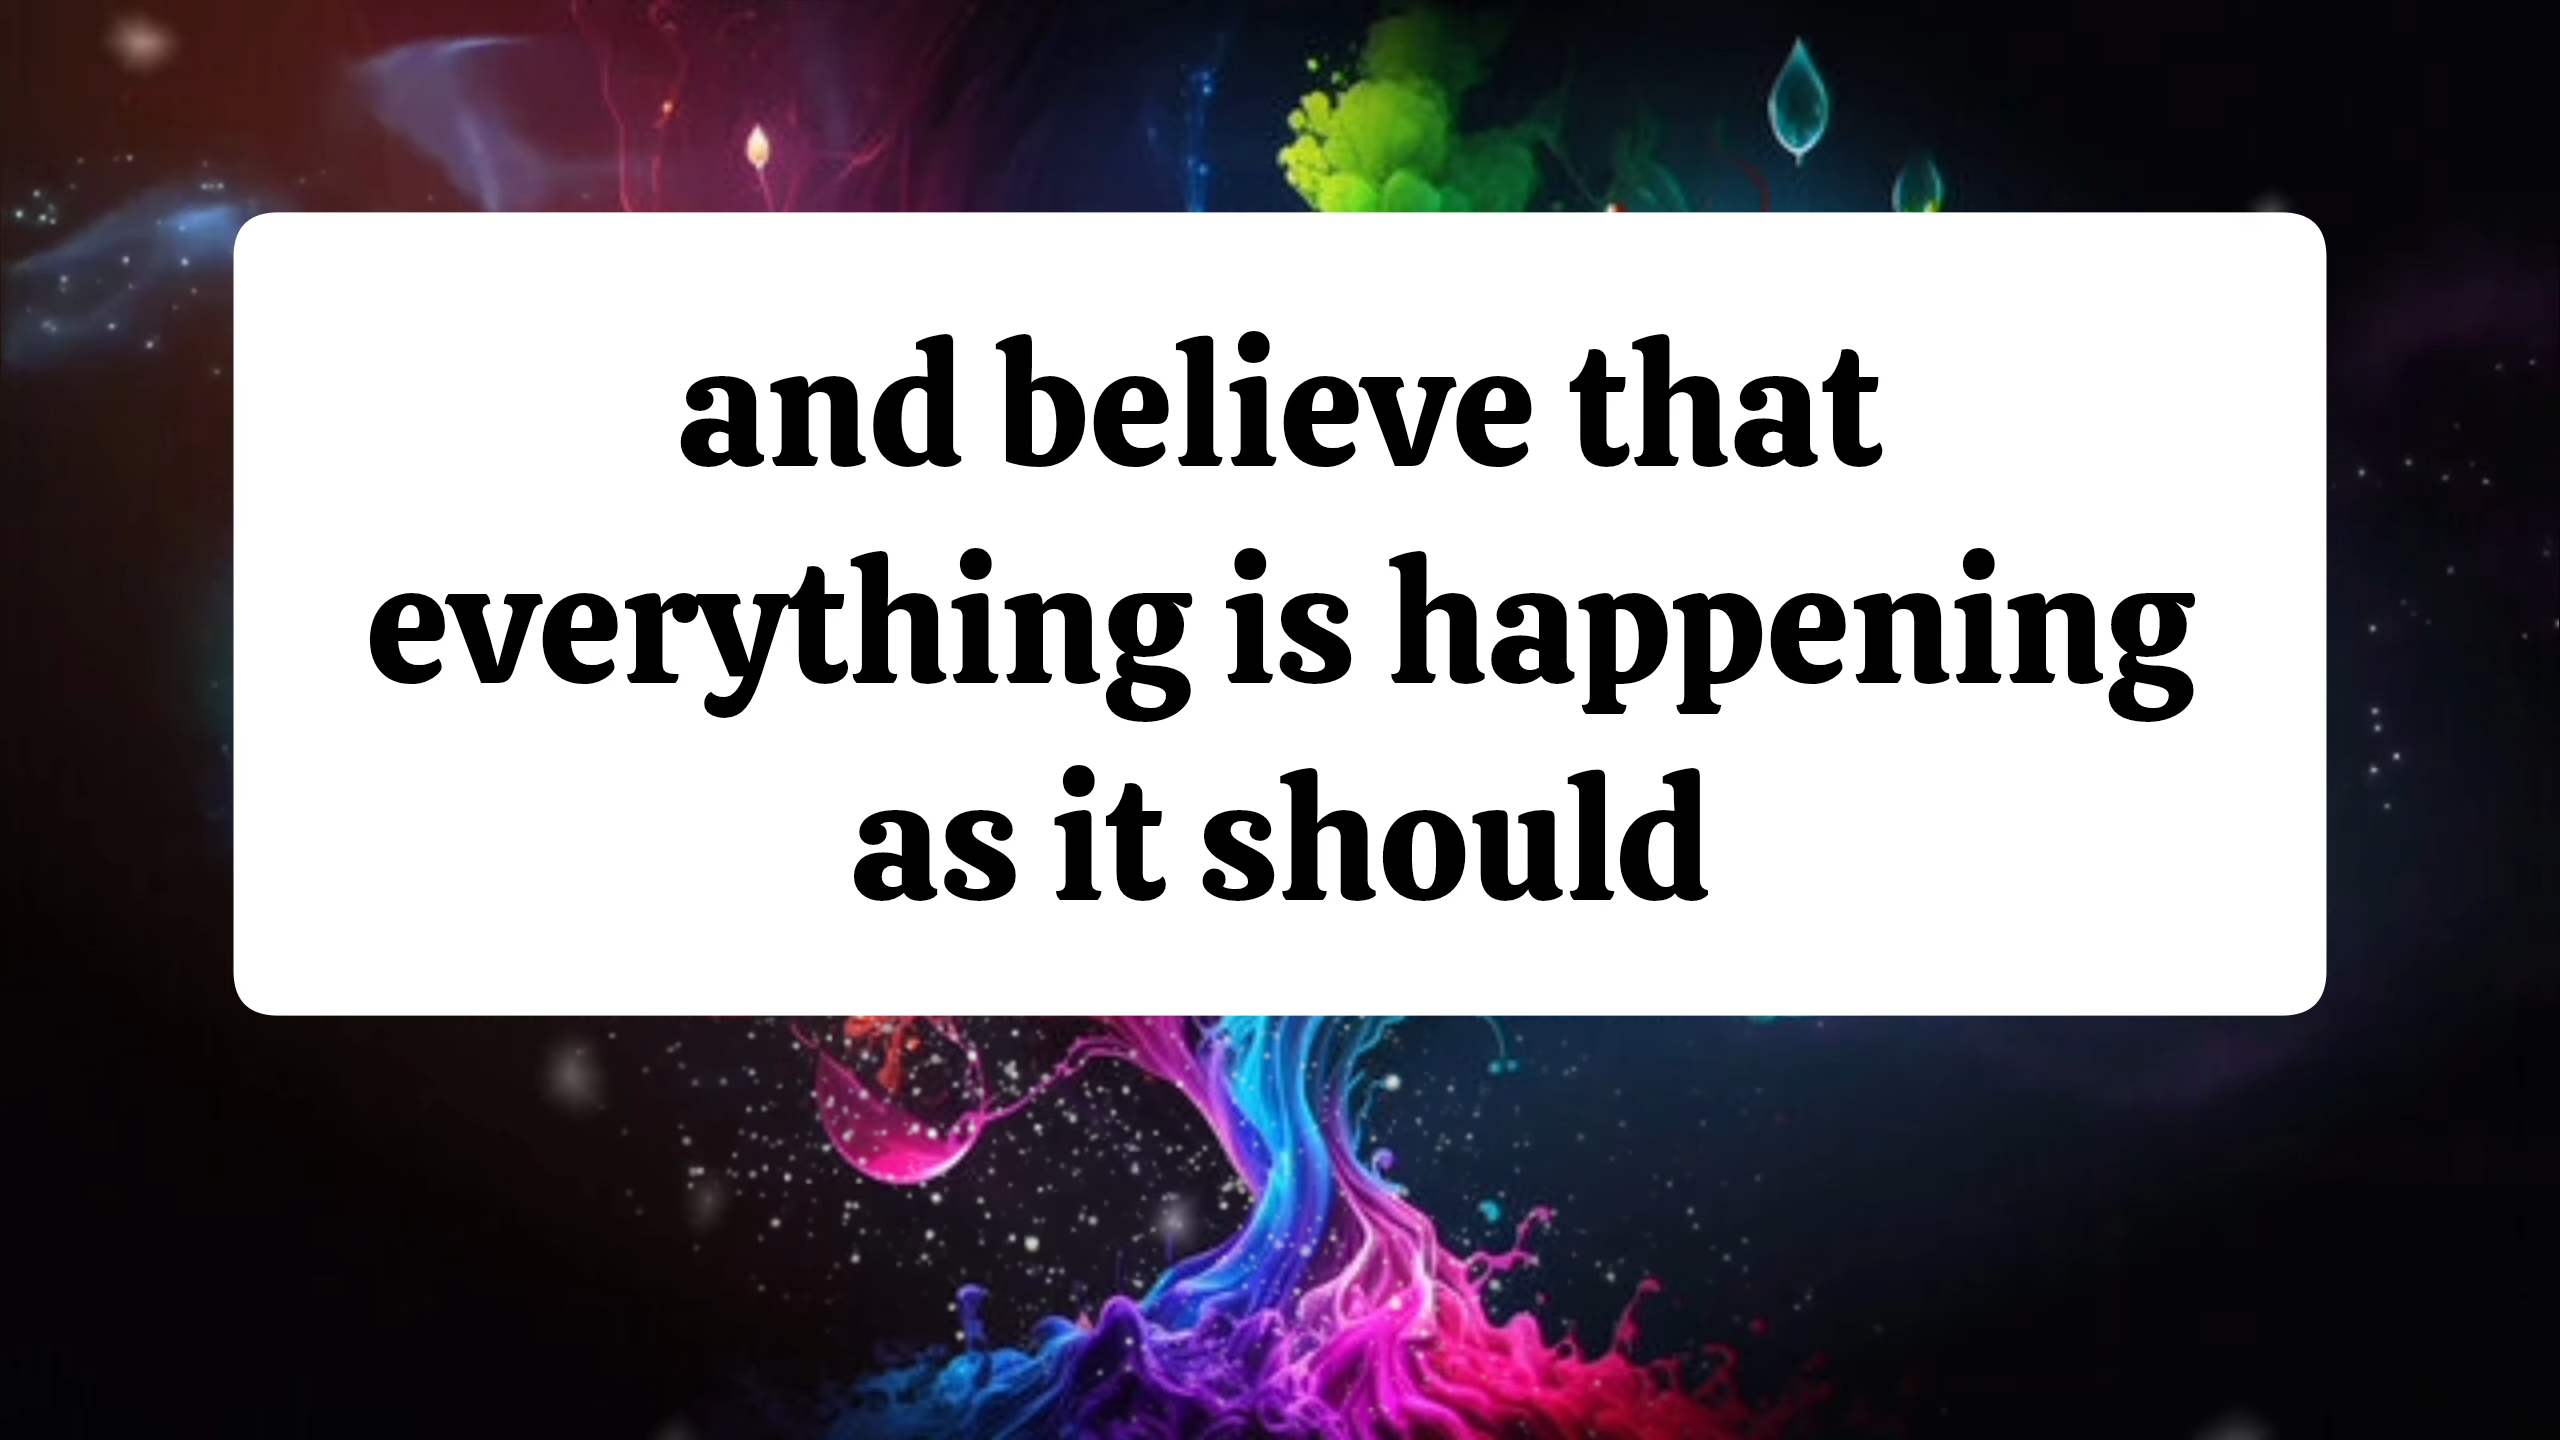 and believe that
everything is happening
as it should